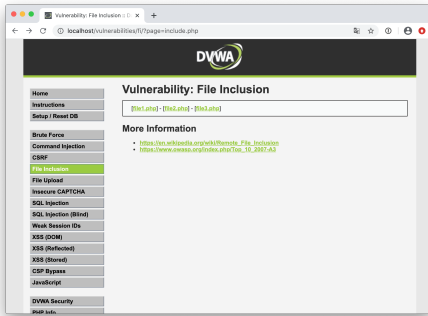 Vulnerability: File Inclusion :: D
localhost/vulnerabilities/fi/?page=include.php
DVWA
Home
Instructions
Setup / Reset DB
Brute Force
Command Injection
CSRF
File Inclusion
File Upload
Insecure CAPTCHA
SQL Injection
SQL Injection (Blind)
Weak Session IDs
XSS (DOM)
XSS (Reflected)
XSS (Stored)
CSP Bypass
JavaScript
DVWA Security
PHP Info
Vulnerability: File Inclusion
[file1.php] - [file2.php] - [file3.php]
More Information
https://en.wikipedia.org/wiki/Remote_File_Inclusion
https://www.owasp.org/index.php/Top_10_2007-A3